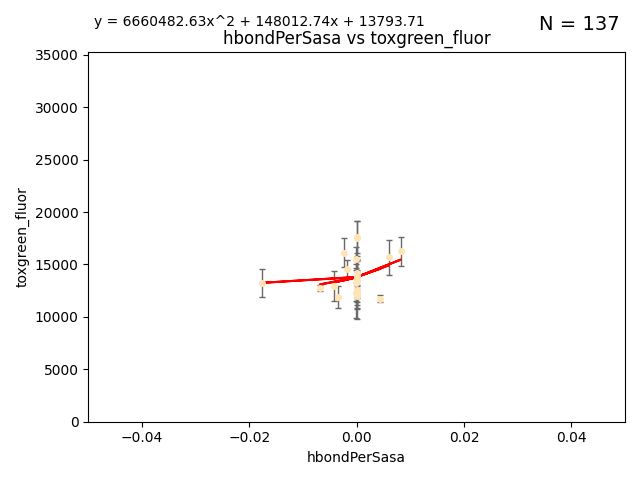 y = 6660482.63x^2 + 148012.74x + 13793.71
N = 137
hbondPerSasa vs toxgreen_fluor
35000
30000
25000
20000
15000
10000
5000
0
toxgreen_fluor
−0.04
−0.02
0.00
0.02
0.04
hbondPerSasa